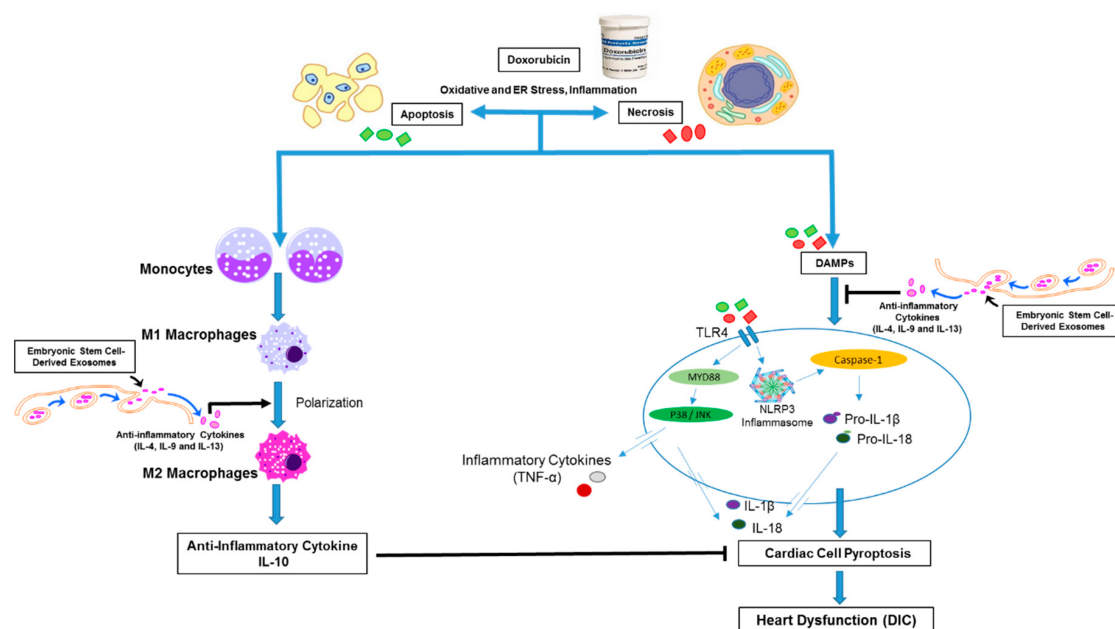 Doxorubicin
Doxorubicin
Oxidative and ER Stress, Inflammation
Apoptosis
Necrosis
Monocytes
M1 Macrophages
Embryonic Stem Cell-
Derived Exosomes
Polarization
Anti-inflammatory Cytokines
(IL-4, IL-9 and IL-13)
M2 Macrophages
Anti-Inflammatory Cytokine
IL-10
DAMPs
Anti-inflammatory
Cytokines
(IL-4, IL-9 and IL-13)
Embryonic Stem Cell-
Derived Exosomes
TLR4
MYD88
P38 / JNK
NLRP3
Inflammasome
Caspase-1
Pro-IL-1β
Pro-IL-18
Inflammatory Cytokines
(TNF-α)
IL-1β
IL-18
Cardiac Cell Pyroptosis
Heart Dysfunction (DIC)